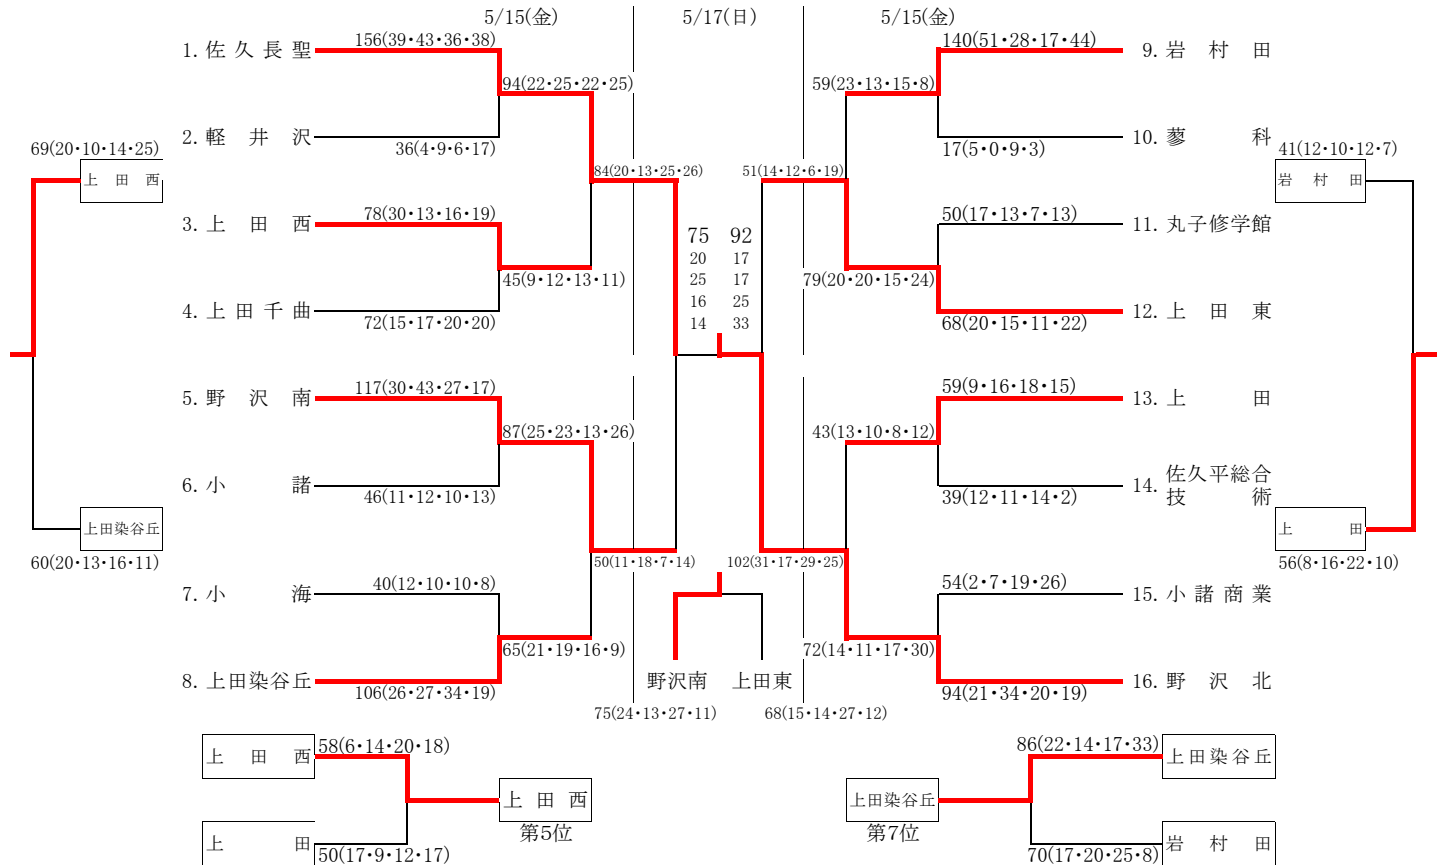 5/15(金) 5/17(日) 5/15(金)
156(39・43・36・38) 140(51・28・17・44)
1. 佐久長聖 9. 岩村田
94(22・25・22・25) 59(23・13・15・8)
2. 軽井沢 10. 蓼科
69(20・10・14・25) 36(4・9・6・17) 17(5・0・9・3) 41(12・10・12・7)
84(20・13・25・26) 51(14・12・6・19)
上田西 岩村田
78(30・13・16・19) 50(17・13・7・13)
3. 上田西 11. 丸子修学館
75 92
20 17
25 17
16 25
14 33
45(9・12・13・11) 79(20・20・15・24)
4. 上田千曲 12. 上田東
72(15・17・20・20) 68(20・15・11・22)
117(30・43・27・17) 59(9・16・18・15)
5. 野沢南 13. 上田
87(25・23・13・26) 43(13・10・8・12)
6. 小諸 14. 佐久平総合
技術
46(11・12・10・13) 39(12・11・14・2)
上田染谷丘 上田
60(20・13・16・11) 50(11・18・7・14) 102(31・17・29・25) 56(8・16・22・10)
40(12・10・10・8) 54(2・7・19・26)
7. 小海 15. 小諸商業
65(21・19・16・9) 72(14・11・17・30)
8. 上田染谷丘 野沢南 上田東 16. 野沢北
106(26・27・34・19) 94(21・34・20・19)
75(24・13・27・11) 68(15・14・27・12)
58(6・14・20・18) 86(22・14・17・33)
上田西 上田染谷丘
上田西 上田染谷丘
第5位 第7位
上田 岩村田
50(17・9・12・17) 70(17・20・25・8)